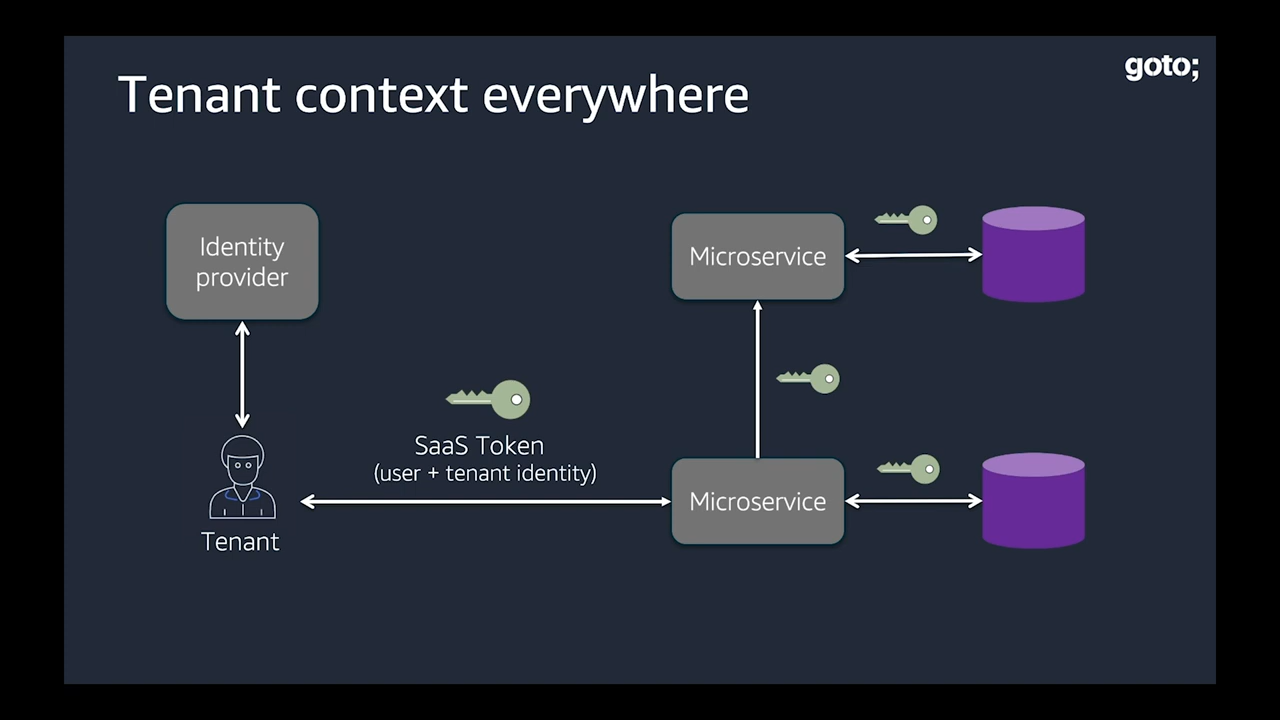 goto;
Tenant context everywhere
Identity
provider
Microservice
SaaS Token
(user + tenant identity)
Microservice
Tenant